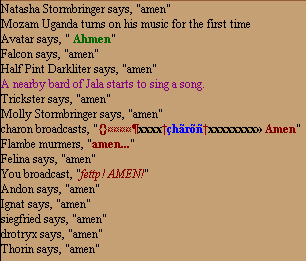 Natasha Stormbringer says, "amen"
Mozam Uganda turns on his music for the first time
Avatar says, " Ahmen"
Falcon says, "amen"
Half Pint Darkliter says, "amen"
A nearby bard of Jala starts to sing a song.
Trickster says, "amen"
Molly Stormbringer says, "amen"
charon broadcasts, "{}¤¤¤¤¶xxxx†çhãrõñ†xxxxxxxx» Amen"
Flambe murmers, "amen..."
Felina says, "amen"
You broadcast, "fettp! AMEN!"
Andon says, "amen"
Ignat says, "amen"
siegfried says, "amen"
drotryx says, "amen"
Thorin says, "amen"